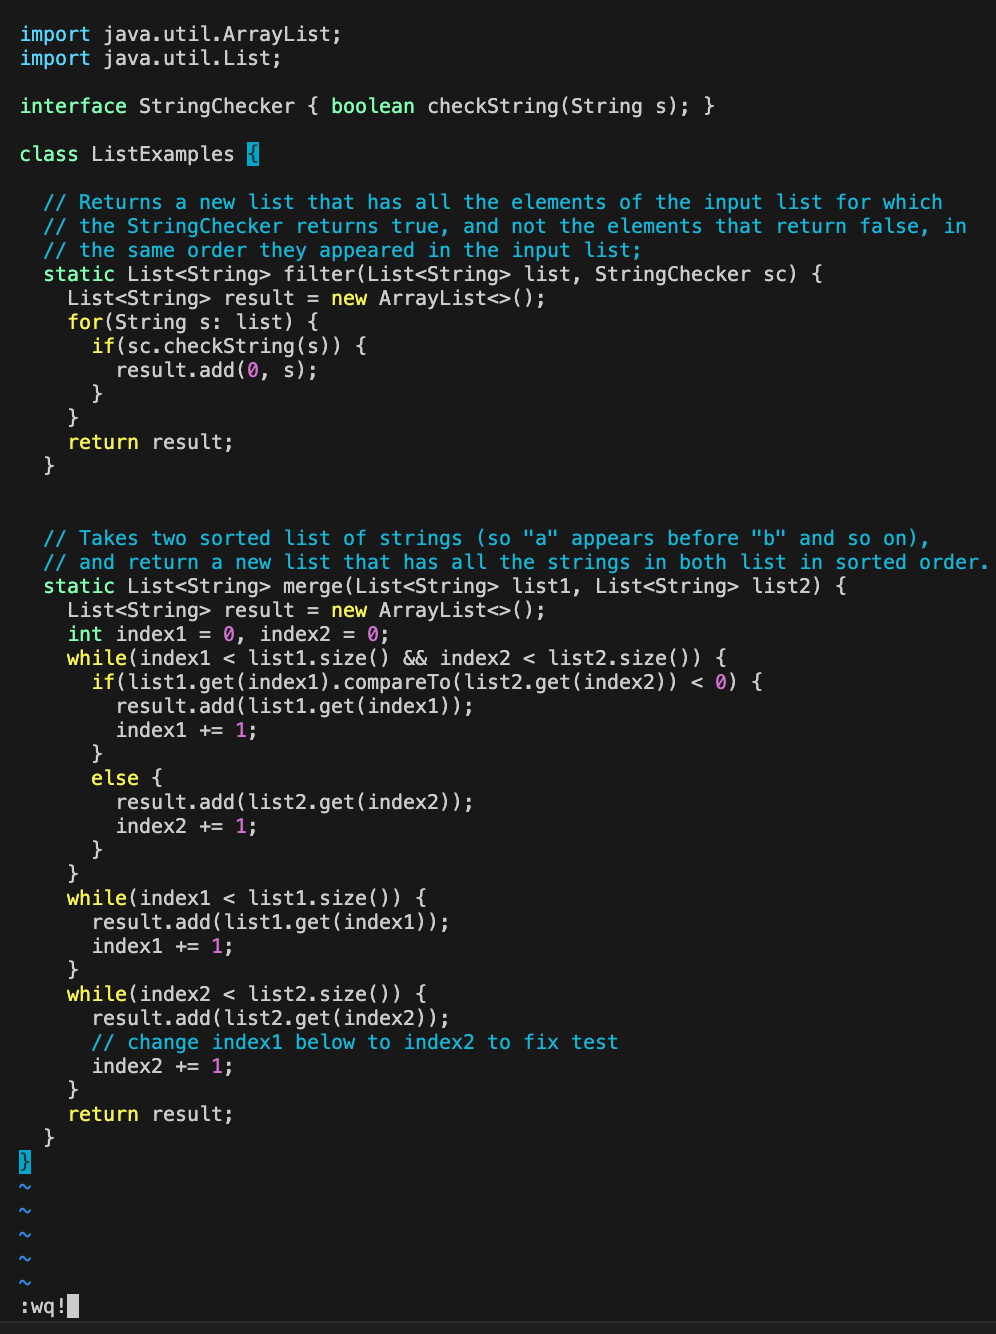 import java.util.ArrayList;
import java.util.List;

interface StringChecker { boolean checkString(String s); }

class ListExamples {

  // Returns a new list that has all the elements of the input list for which
  // the StringChecker returns true, and not the elements that return false, in
  // the same order they appeared in the input list;
  static List<String> filter(List<String> list, StringChecker sc) {
    List<String> result = new ArrayList<>();
    for(String s: list) {
      if(sc.checkString(s)) {
        result.add(0, s);
      }
    }
    return result;
  }


  // Takes two sorted list of strings (so "a" appears before "b" and so on),
  // and return a new list that has all the strings in both list in sorted order.
  static List<String> merge(List<String> list1, List<String> list2) {
    List<String> result = new ArrayList<>();
    int index1 = 0, index2 = 0;
    while(index1 < list1.size() && index2 < list2.size()) {
      if(list1.get(index1).compareTo(list2.get(index2)) < 0) {
        result.add(list1.get(index1));
        index1 += 1;
      }
      else {
        result.add(list2.get(index2));
        index2 += 1;
      }
    }
    while(index1 < list1.size()) {
      result.add(list1.get(index1));
      index1 += 1;
    }
    while(index2 < list2.size()) {
      result.add(list2.get(index2));
      // change index1 below to index2 to fix test
      index2 += 1;
    }
    return result;
  }
}
~
~
~
~
~
:wq!